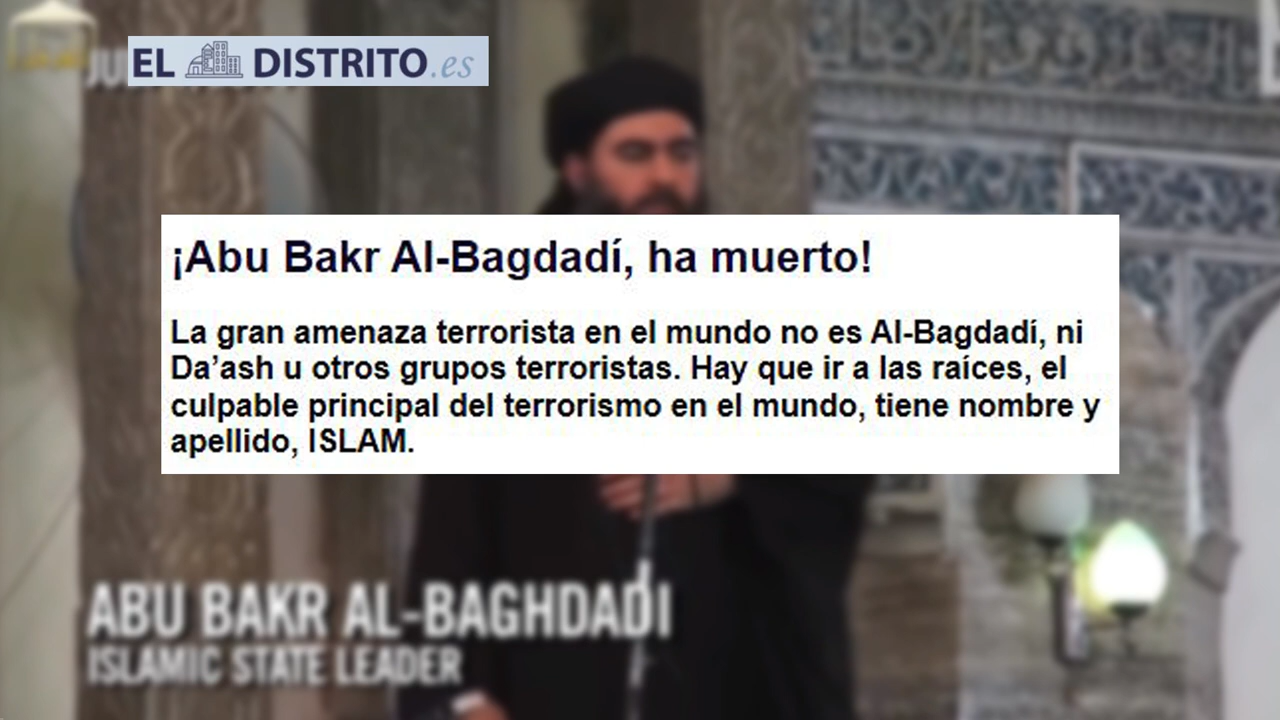 EL DISTRITO.es
¡Abu Bakr Al-Bagdadí, ha muerto!
La gran amenaza terrorista en el mundo no es Al-Bagdadí, ni
Da’ash u otros grupos terroristas. Hay que ir a las raíces, el
culpable principal del terrorismo en el mundo, tiene nombre y
apellido, ISLAM.
ABU BAKR AL-BAGHDADI
ISLAMIC STATE LEADER